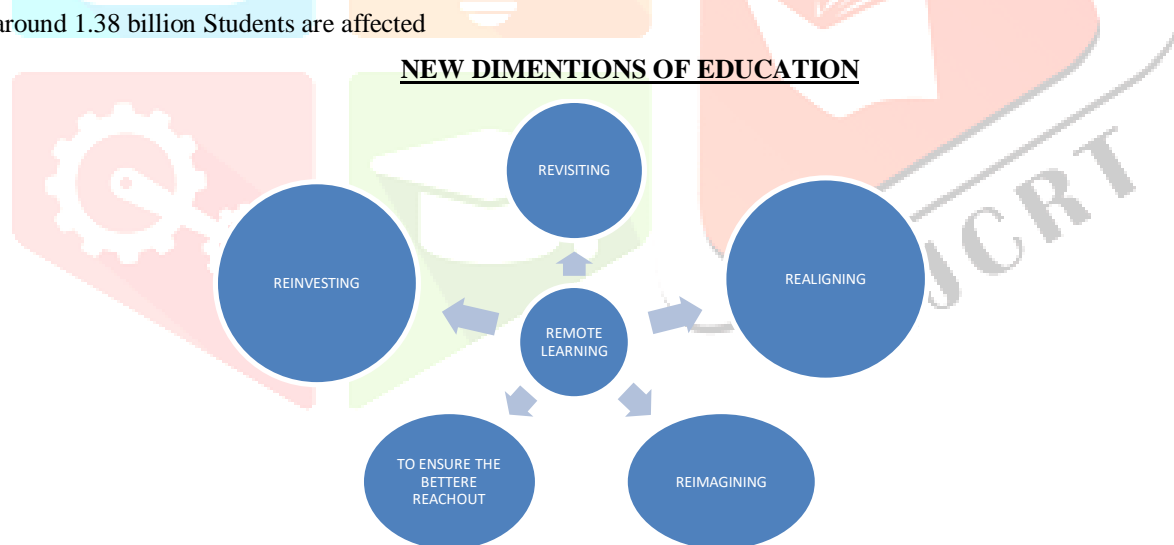 around 1.38 billion Students are affected
NEW DIMENTIONS OF EDUCATION
REVISITING
REINVESTING
REALIGNING
REMOTE
LEARNING
TO ENSURE THE
BETTERE
REACHOUT
REIMAGINING
JCRT